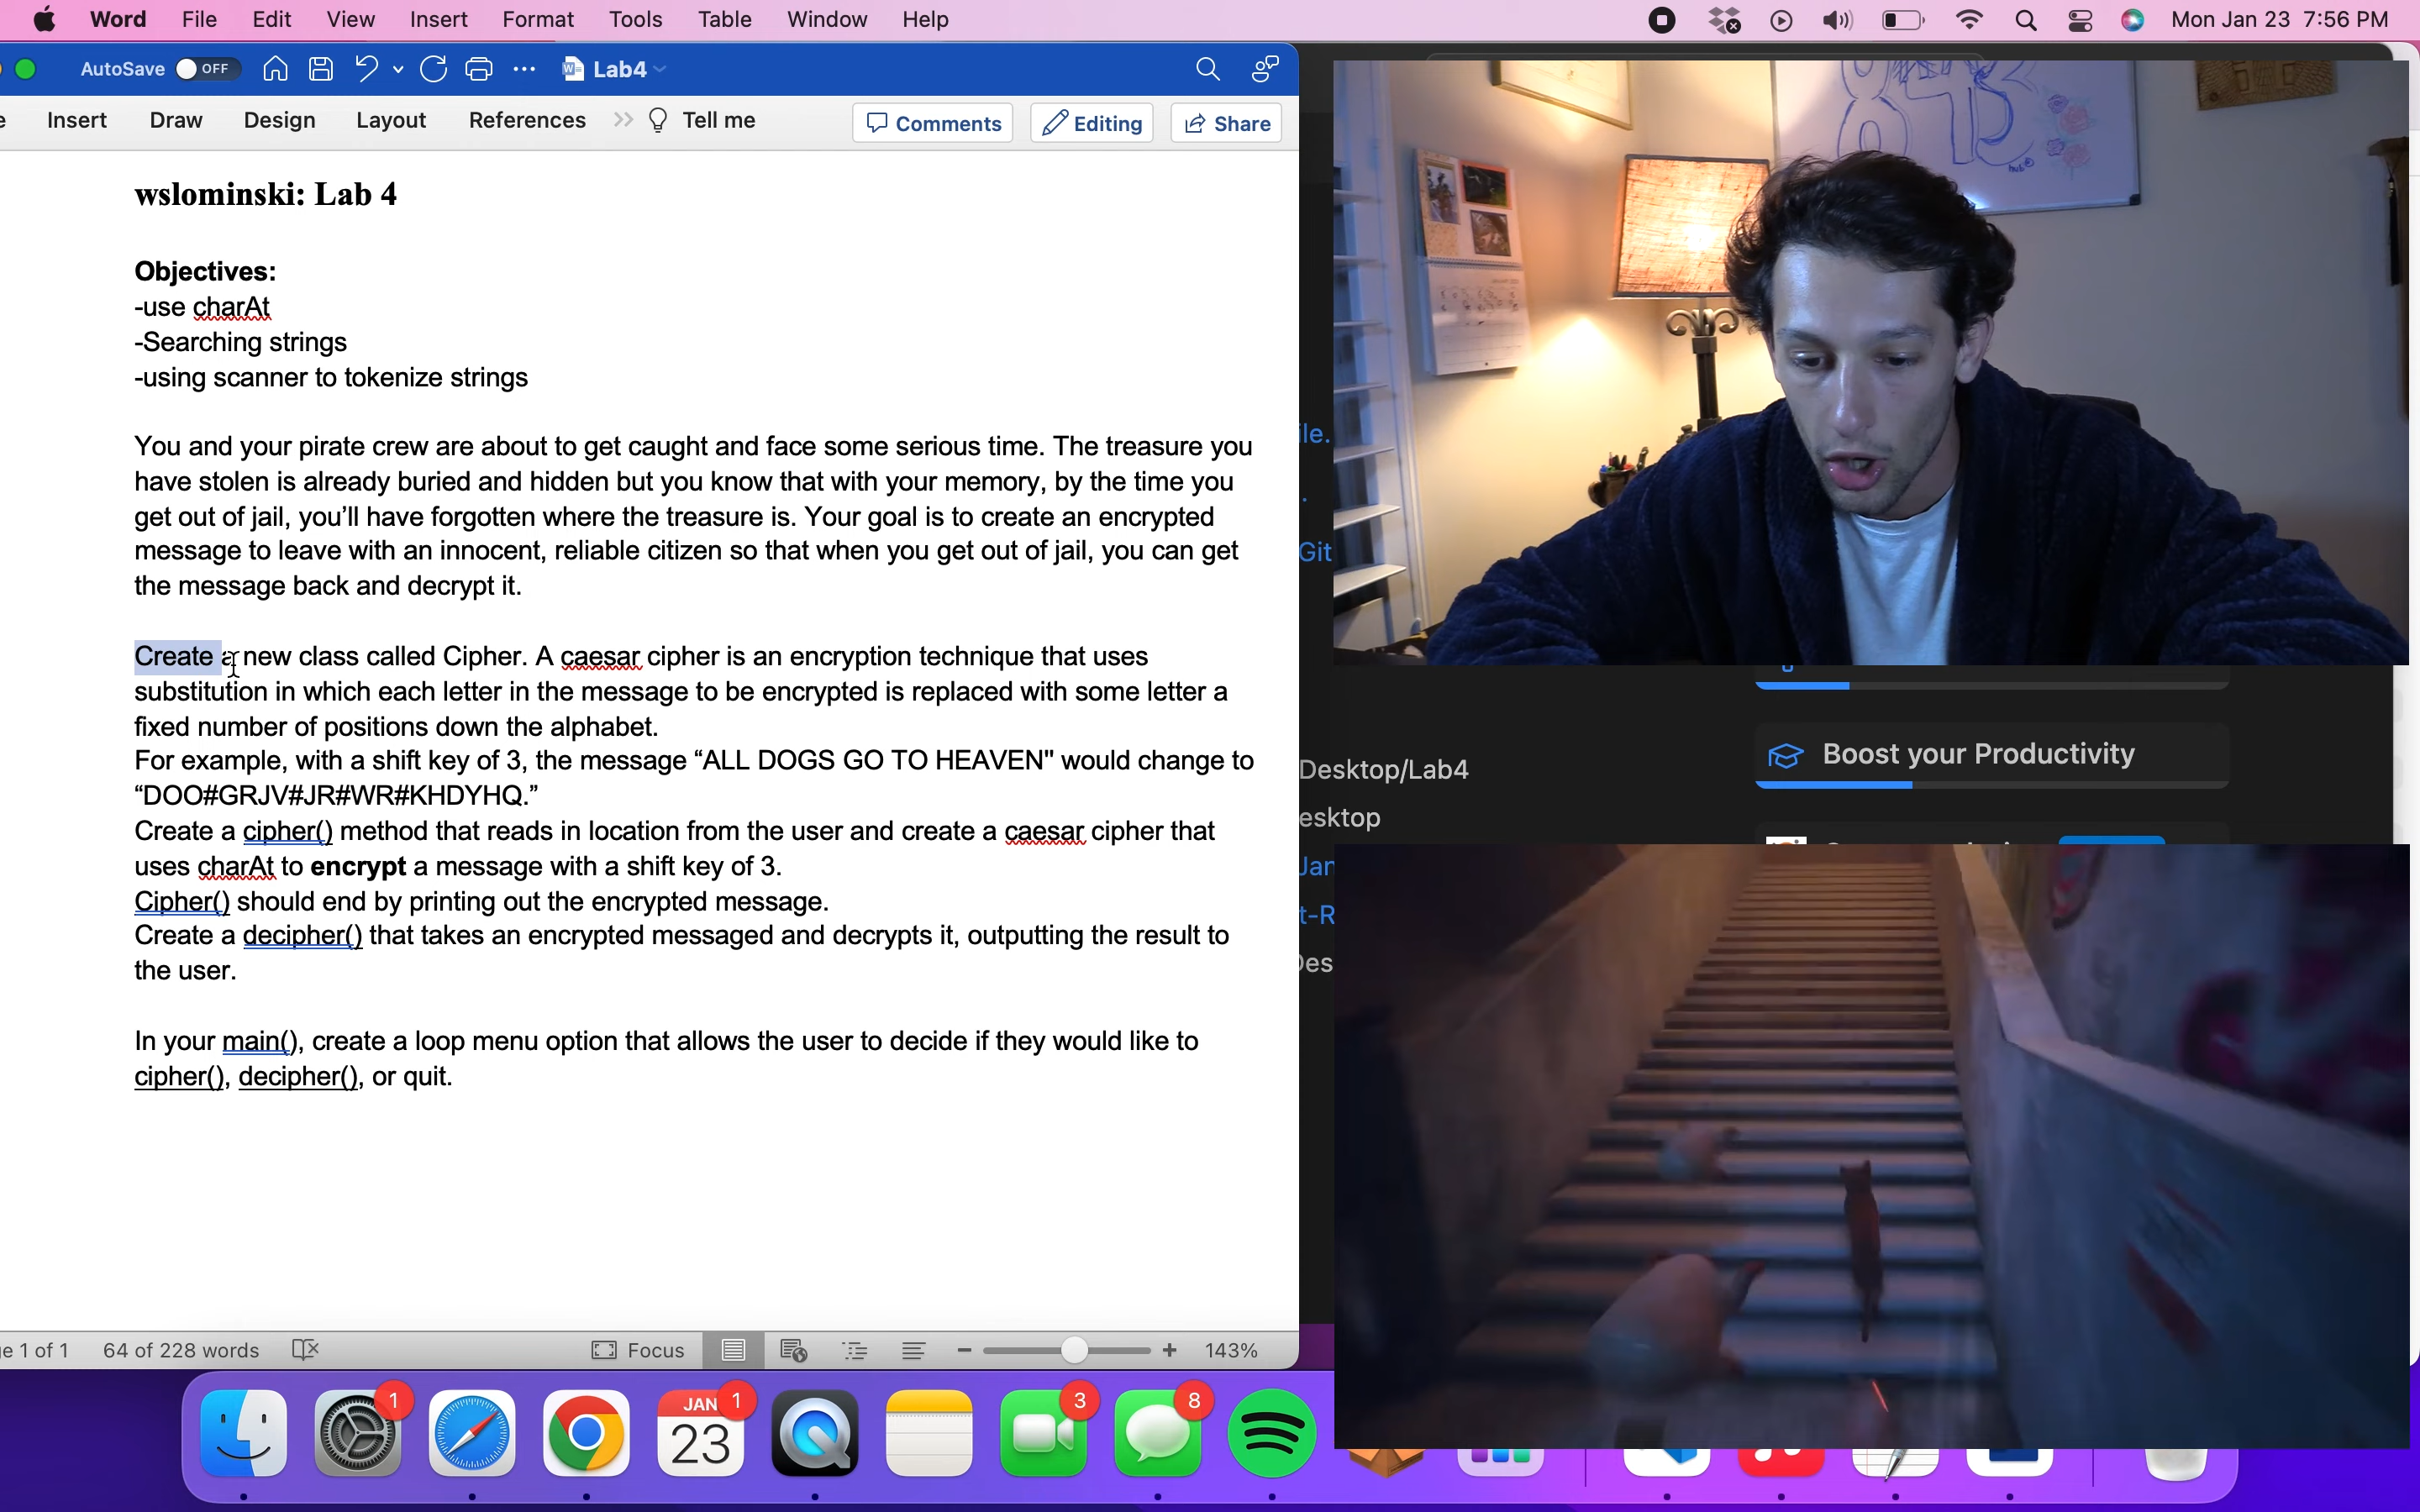 Word File Edit View Insert Format Tools Table Window Help Mon Jan 23 7:56 PM
AutoSave OFF Lab4
Insert Draw Design Layout References Tell me Comments Editing Share
wslominski: Lab 4
Objectives:
-use charAt
-Searching strings
-using scanner to tokenize strings
You and your pirate crew are about to get caught and face some serious time. The treasure you
have stolen is already buried and hidden but you know that with your memory, by the time you
get out of jail, you’ll have forgotten where the treasure is. Your goal is to create an encrypted
message to leave with an innocent, reliable citizen so that when you get out of jail, you can get
the message back and decrypt it.
Create a new class called Cipher. A caesar cipher is an encryption technique that uses
substitution in which each letter in the message to be encrypted is replaced with some letter a
fixed number of positions down the alphabet.
For example, with a shift key of 3, the message “ALL DOGS GO TO HEAVEN" would change to
“DOO#GRJV#JR#WR#KHDYHQ.”
Create a cipher() method that reads in location from the user and create a caesar cipher that
uses charAt to encrypt a message with a shift key of 3.
Cipher() should end by printing out the encrypted message.
Create a decipher() that takes an encrypted messaged and decrypts it, outputting the result to
the user.
In your main(), create a loop menu option that allows the user to decide if they would like to
cipher(), decipher(), or quit.
e 1 of 1 64 of 228 words Focus 143%
843
ile.
Git
Desktop/Lab4
esktop
Jan
t-R
Des
Boost your Productivity
1
JAN 1
23
3
8